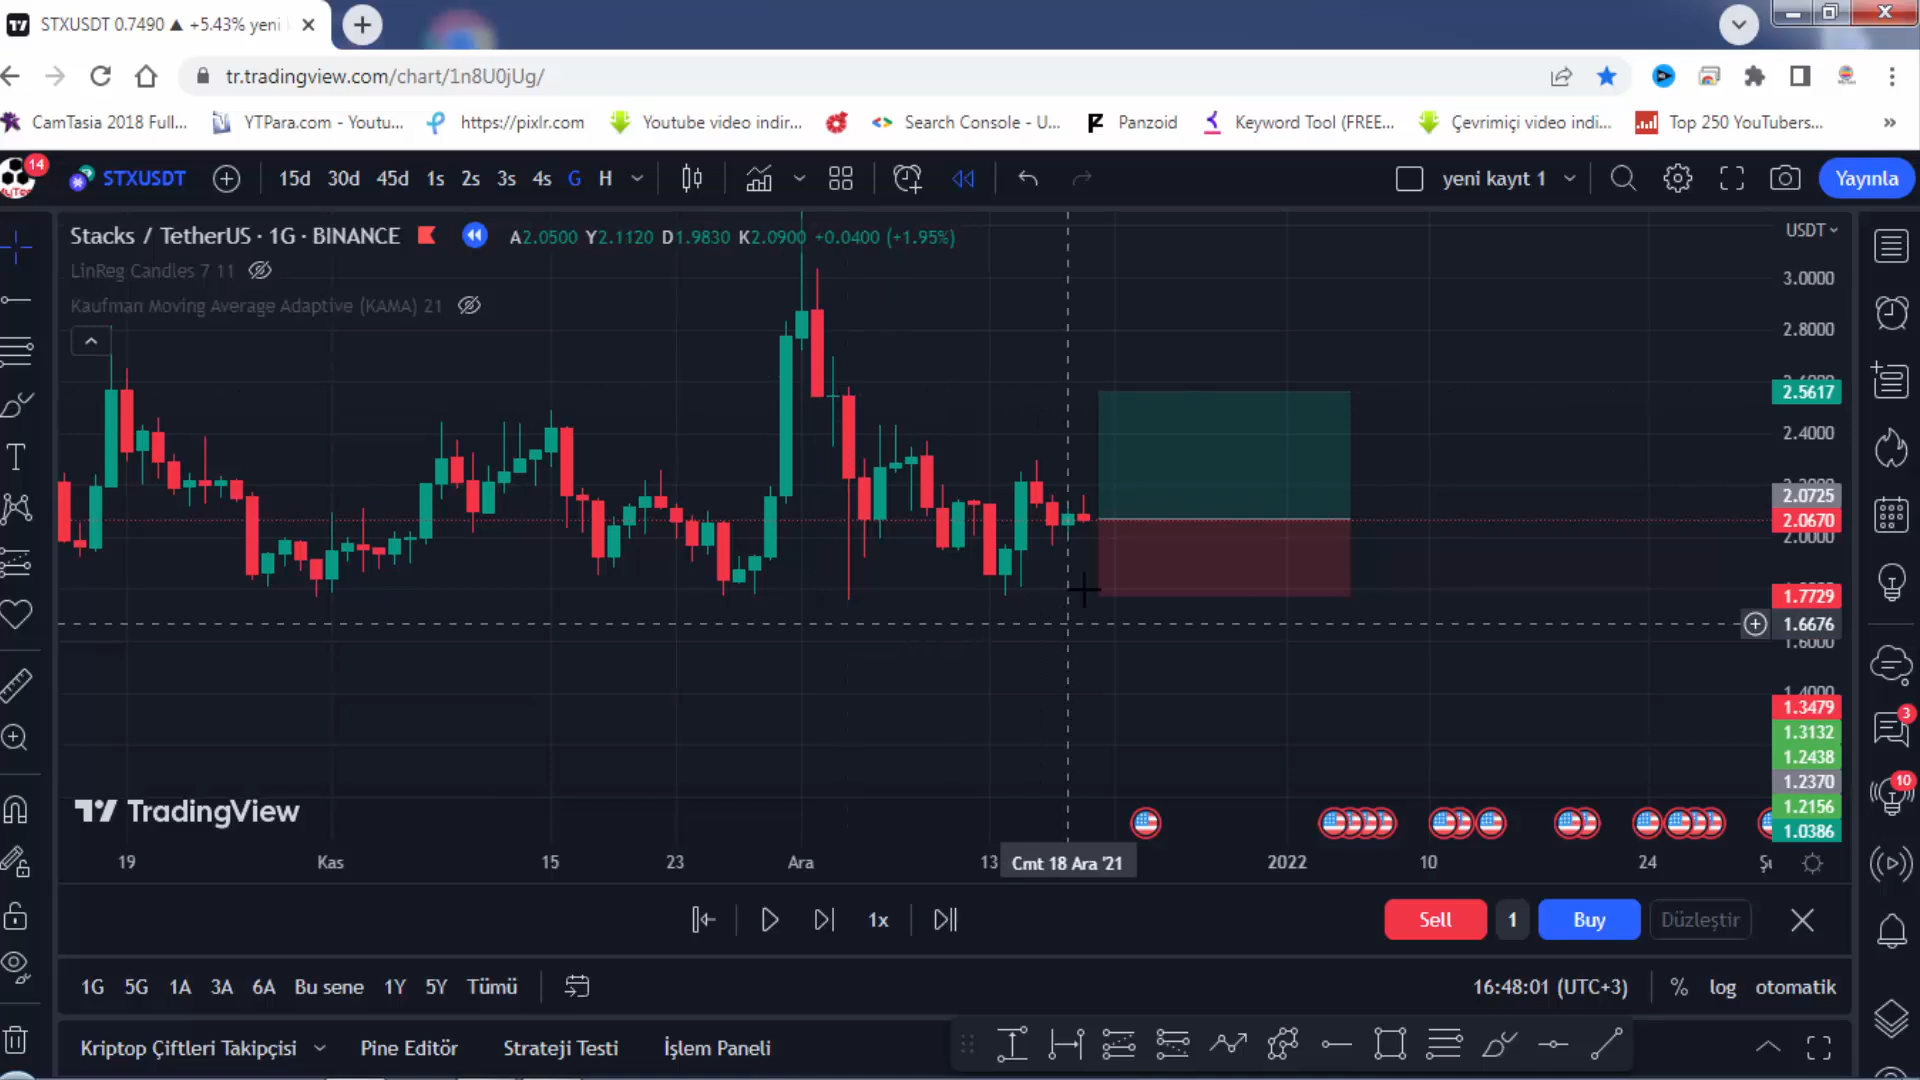 STXUSDT 0.7490 ▲ +5.43% yeni
tr.tradingview.com/chart/1n8U0jUg/
CamTasia 2018 Full...
YTPara.com - Youtu...
https://pixlr.com
Youtube video indir...
Search Console - U...
Panzoid
Keyword Tool (FREE...
Çevrimiçi video indi...
Top 250 YouTubers...
»
14
STXUSDT
15d 30d 45d 1s 2s 3s 4s G H
yeni kayıt 1
Yayınla
Stacks / TetherUS · 1G · BINANCE
A2.0500 Y2.1120 D1.9830 K2.0900 +0.0400 (+1.95%)
USDT
LinReg Candles 7 11
Kaufman Moving Average Adaptive (KAMA) 21
3.0000
2.8000
2.5617
2.4000
2.0725
2.0670
2.0000
1.7729
1.6676
1.6000
1.4000
1.3479
1.3132
1.2438
1.2370
1.2156
1.0386
3
10
TradingView
19 Kas 15 23 Ara 13 Cmt 18 Ara '21 2022 10 24
1x
Sell 1 Buy Düzleştir
1G 5G 1A 3A 6A Bu sene 1Y 5Y Tümü
16:48:01 (UTC+3) % log otomatik
Kriptop Çiftleri Takipçisi Pine Editör Strateji Testi İşlem Paneli